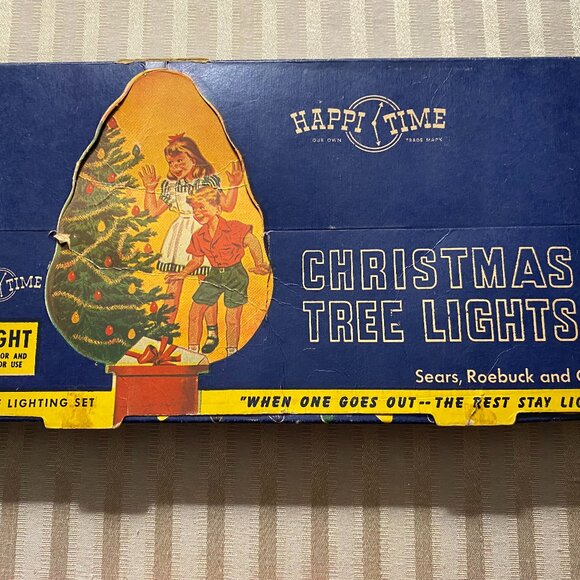 HAPPI TIME
OUR OWN TRADE MARK
TIME
CHRISTMAS
TREE LIGHTS
GHT
OR AND
OR USE
Sears, Roebuck and
LIGHTING SET
"WHEN ONE GOES OUT--THE REST STAY LI